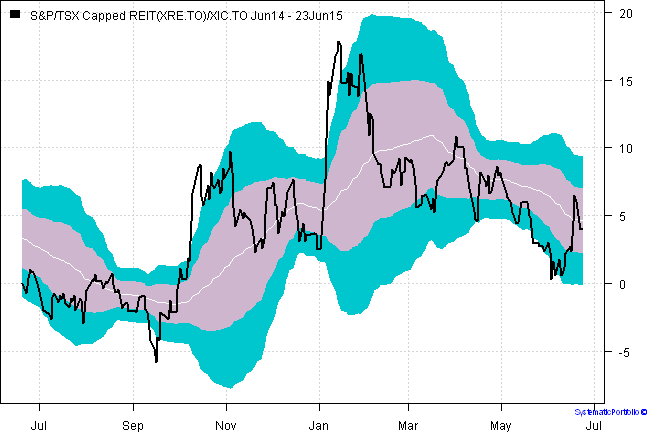 S&P/TSX Capped REIT(XRE.TO)/XIC.TO Jun14 - 23Jun15
20
15
10
5
0
-5
SystematicPortfolio ©
Jul Sep Nov Jan Mar May Jul